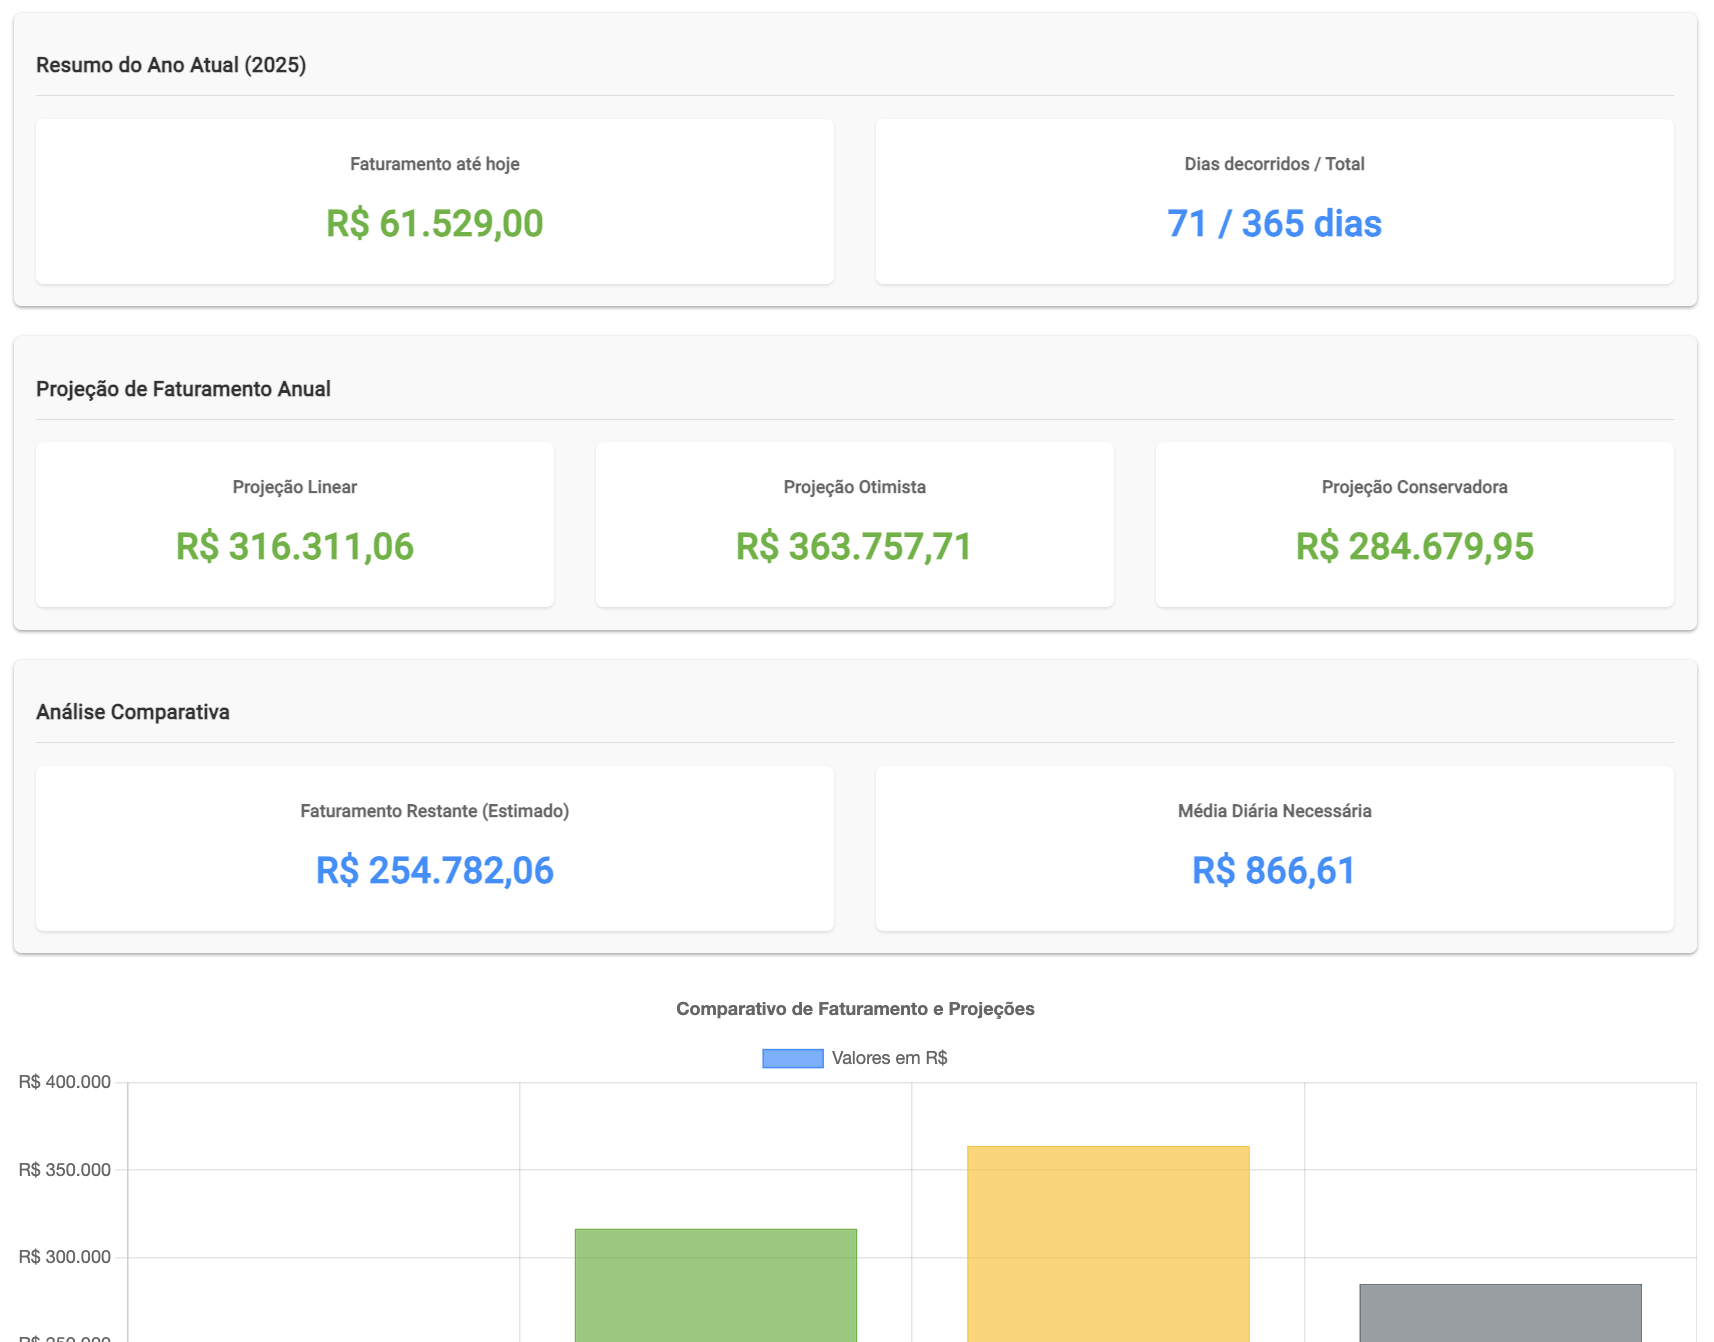 Resumo do Ano Atual (2025)
Faturamento até hoje
R$ 61.529,00
Dias decorridos / Total
71 / 365 dias
Projeção de Faturamento Anual
Projeção Linear
R$ 316.311,06
Projeção Otimista
R$ 363.757,71
Projeção Conservadora
R$ 284.679,95
Análise Comparativa
Faturamento Restante (Estimado)
R$ 254.782,06
Média Diária Necessária
R$ 866,61
Comparativo de Faturamento e Projeções
Valores em R$
R$ 400.000
R$ 350.000
R$ 300.000
R$ 250.000